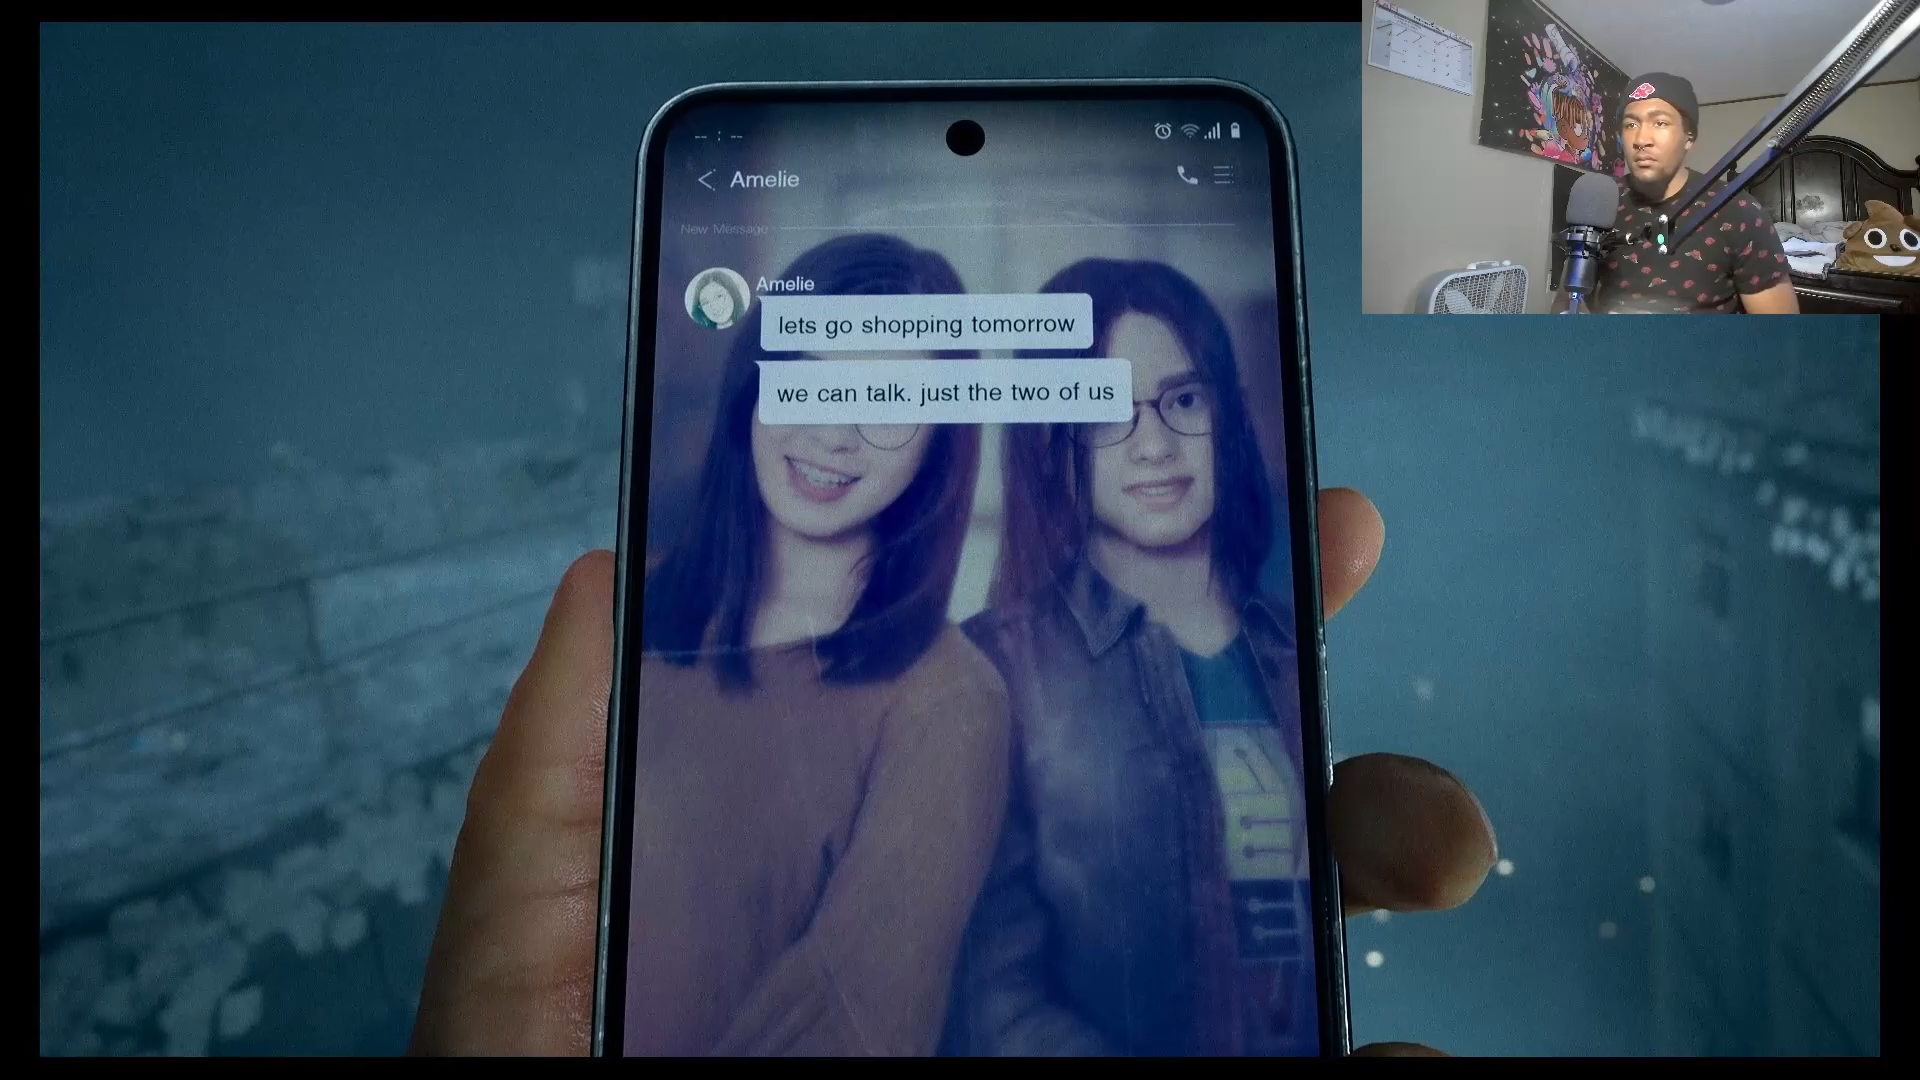 -- : --
Amelie
New Message
Amelie
lets go shopping tomorrow
we can talk. just the two of us